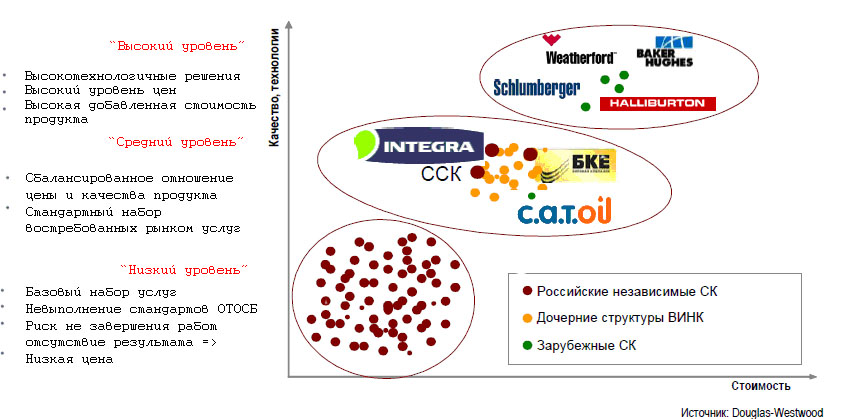 “Высокий уровень”
• Высокотехнологичные решения
• Высокий уровень цен
• Высокая добавленная стоимость
продукта
“Средний уровень”
• Сбалансированное отношение
цены и качества продукта
• Стандартный набор
востребованных рынком услуг
“Низкий уровень”
• Базовый набор услуг
• Невыполнение стандартов ОТОСБ
• Риск не завершения работ
отсутствие результата =>
• Низкая цена
Качество, технологии
Weatherford
BAKER
HUGHES
Schlumberger
HALLIBURTON
INTEGRA
ССК
БКЕ
c.a.t.oil
Российские независимые СК
Дочерние структуры ВИНК
Зарубежные СК
Стоимость
Источник: Douglas-Westwood